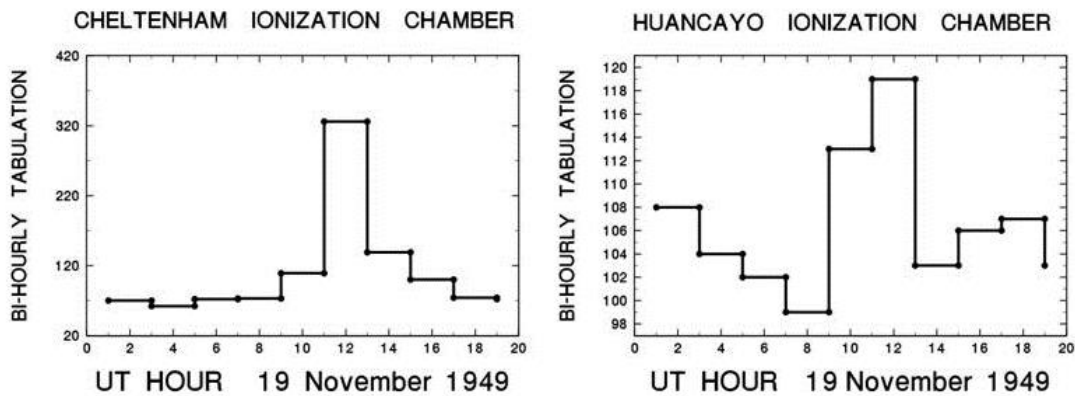 CHELTENHAM IONIZATION CHAMBER
BI-HOURLY TABULATION
420
320
220
120
20
0 2 4 6 8 10 12 14 16 18 20
UT HOUR 19 November 1949
HUANCAYO IONIZATION CHAMBER
BI-HOURLY TABULATION
120
118
116
114
112
110
108
106
104
102
100
98
0 2 4 6 8 10 12 14 16 18 20
UT HOUR 19 November 1949